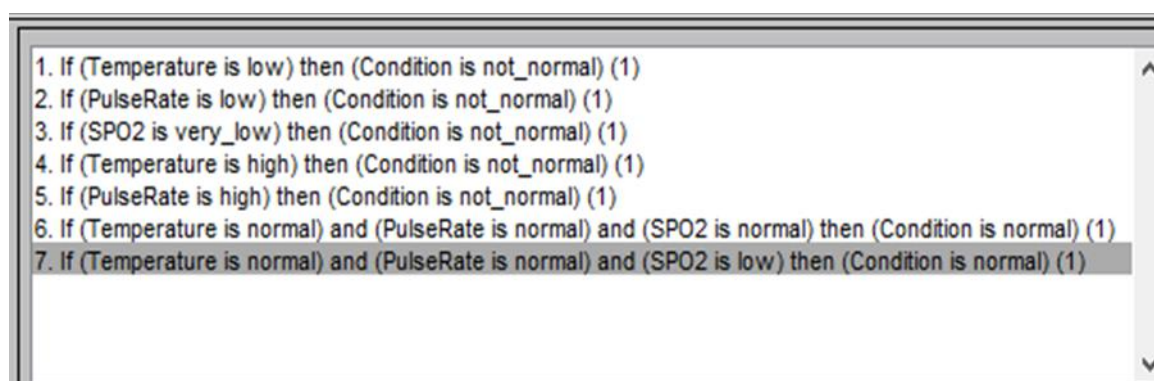 1. If (Temperature is low) then (Condition is not_normal) (1)
2. If (PulseRate is low) then (Condition is not_normal) (1)
3. If (SPO2 is very_low) then (Condition is not_normal) (1)
4. If (Temperature is high) then (Condition is not_normal) (1)
5. If (PulseRate is high) then (Condition is not_normal) (1)
6. If (Temperature is normal) and (PulseRate is normal) and (SPO2 is normal) then (Condition is normal) (1)
7. If (Temperature is normal) and (PulseRate is normal) and (SPO2 is low) then (Condition is normal) (1)